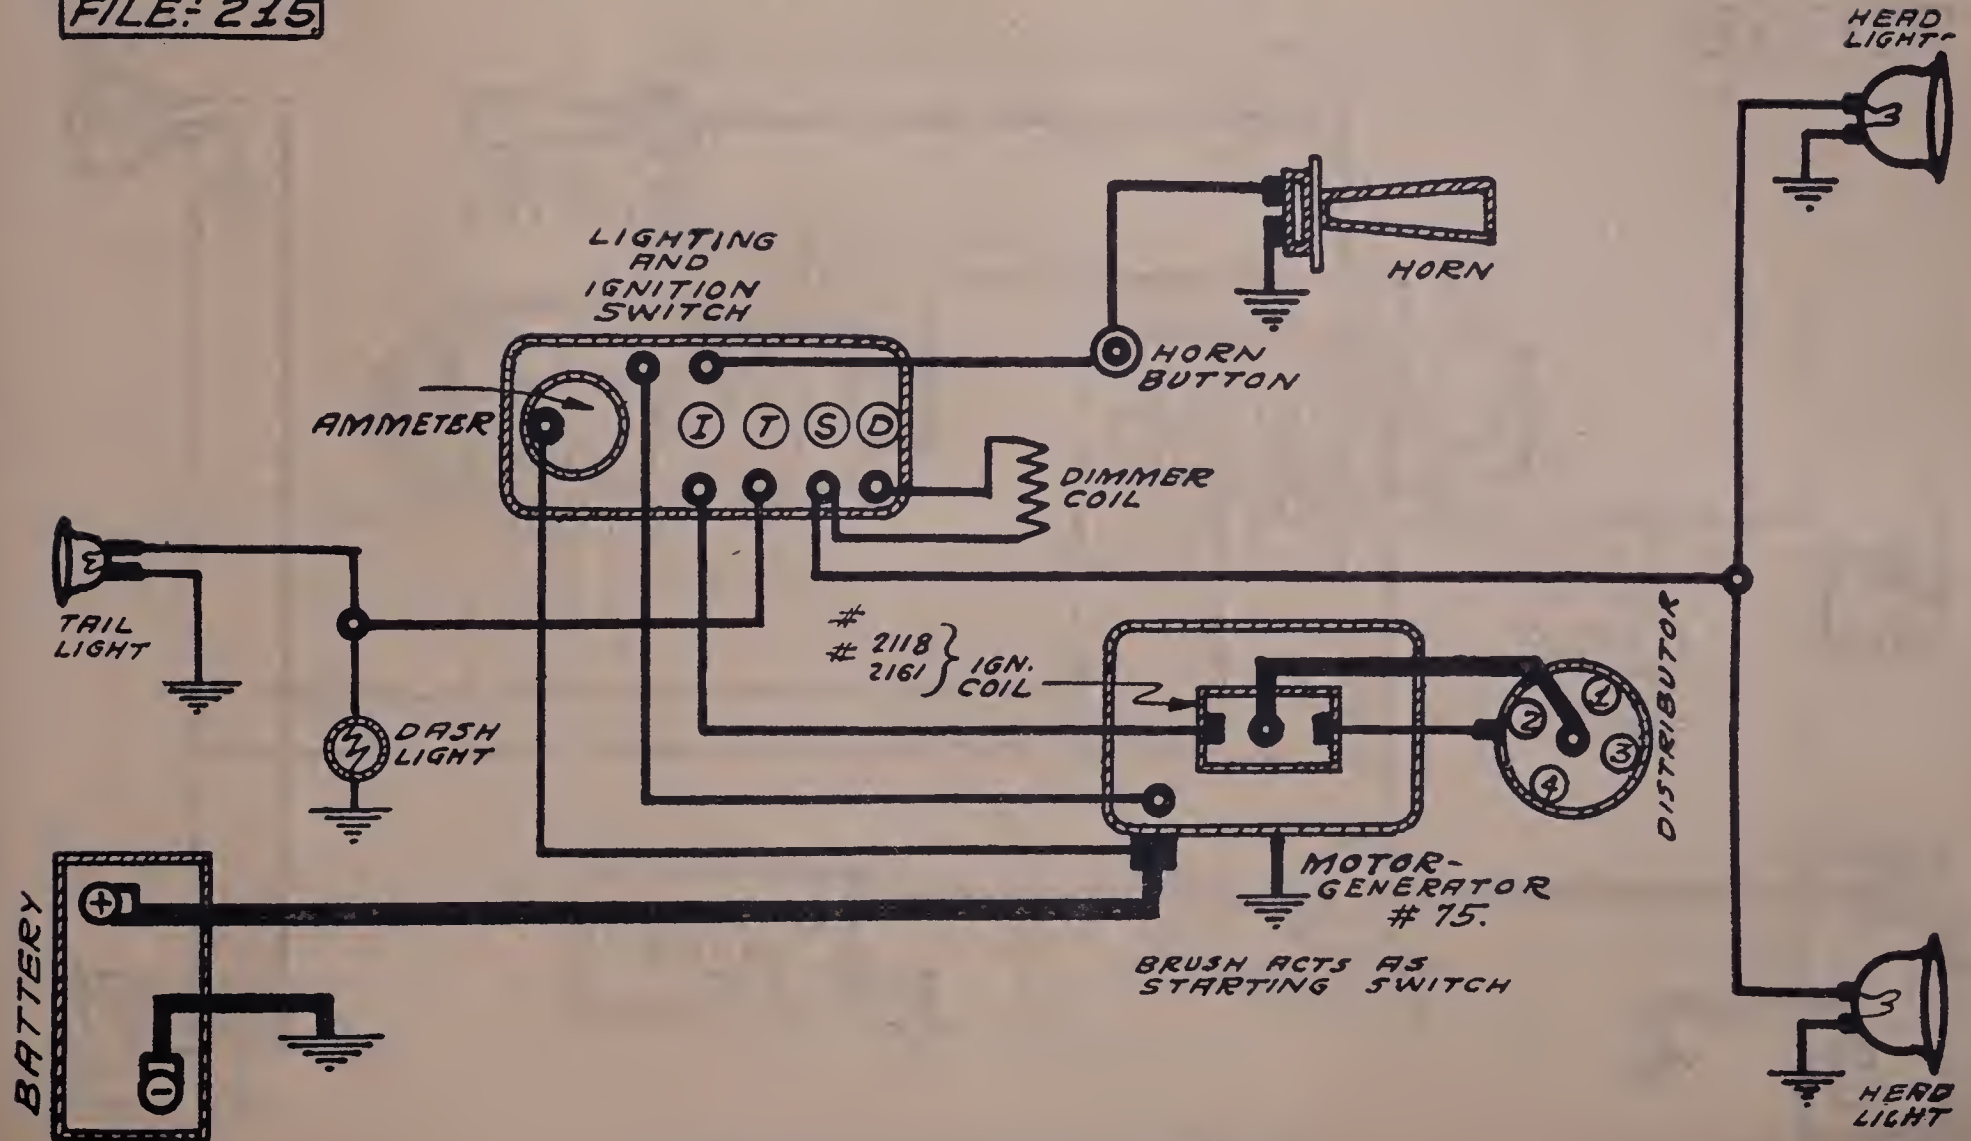 FILE:- 215
HEAD
LIGHT
LIGHTING
AND
IGNITION
SWITCH
HORN
HORN
BUTTON
AMMETER
I T S D
DIMMER
COIL
TAIL
LIGHT
#
# 2118
2161
IGN.
COIL
DISTRIBUTOR
1
2
3
4
DASH
LIGHT
MOTOR-
GENERATOR
# 75.
BRUSH ACTS AS
STARTING SWITCH
BATTERY
+
-
HEAD
LIGHT